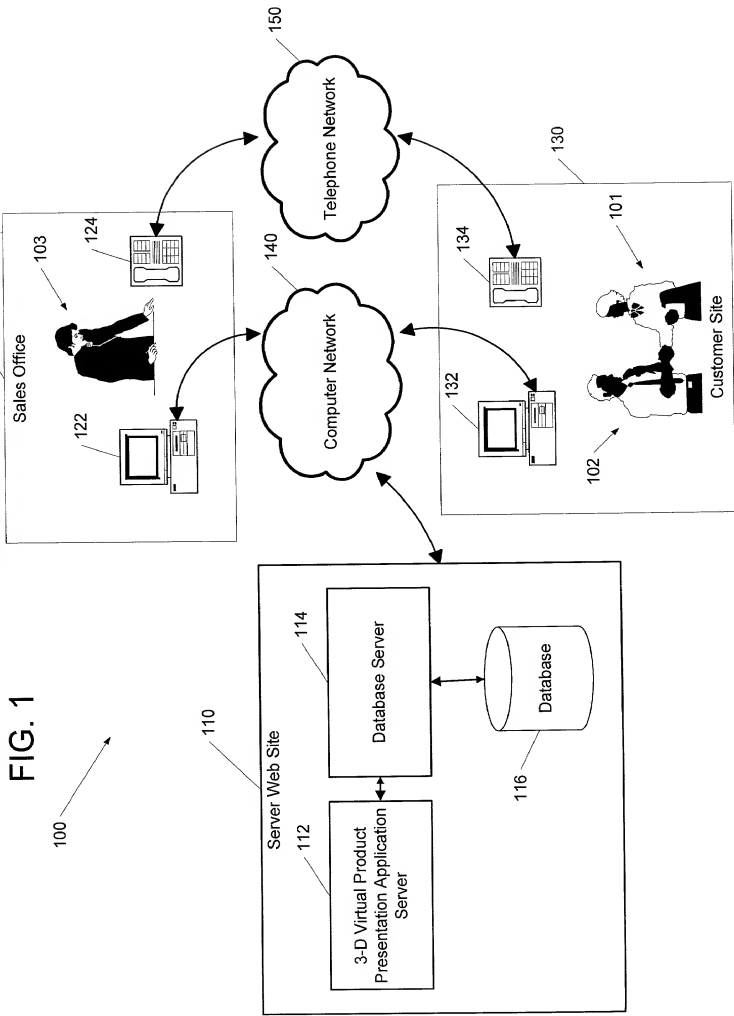 FIG. 1
100
Server Web Site
110
112
3-D Virtual Product
Presentation Application
Server
114
Database Server
116
Database
Sales Office
103
122
124
140
Computer Network
150
Telephone Network
130
132
134
102
101
Customer Site